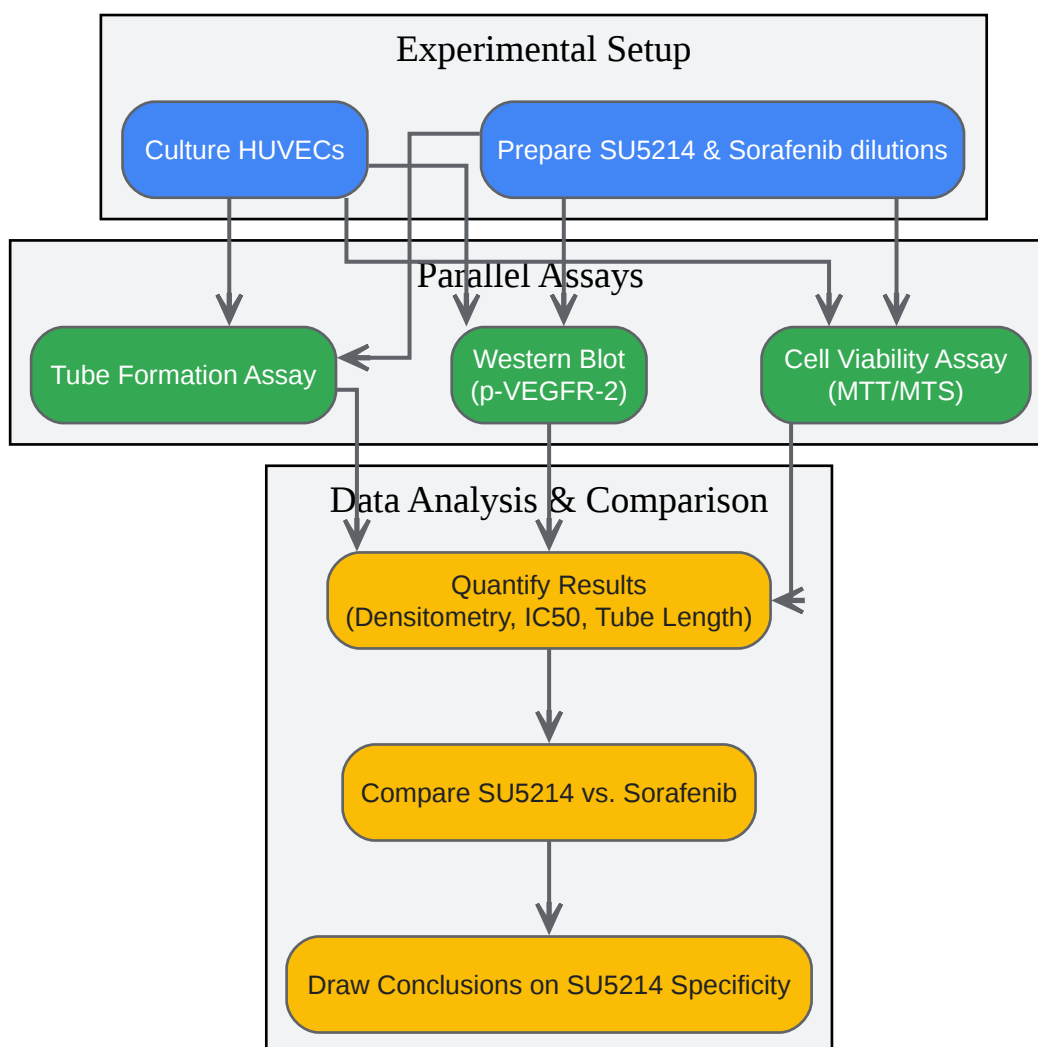 Experimental Setup
Culture HUVECs
Prepare SU5214 & Sorafenib dilutions
Parallel Assays
Tube Formation Assay
Western Blot
(p-VEGFR-2)
Cell Viability Assay
(MTT/MTS)
Data Analysis & Comparison
Quantify Results
(Densitometry, IC50, Tube Length)
Compare SU5214 vs. Sorafenib
Draw Conclusions on SU5214 Specificity